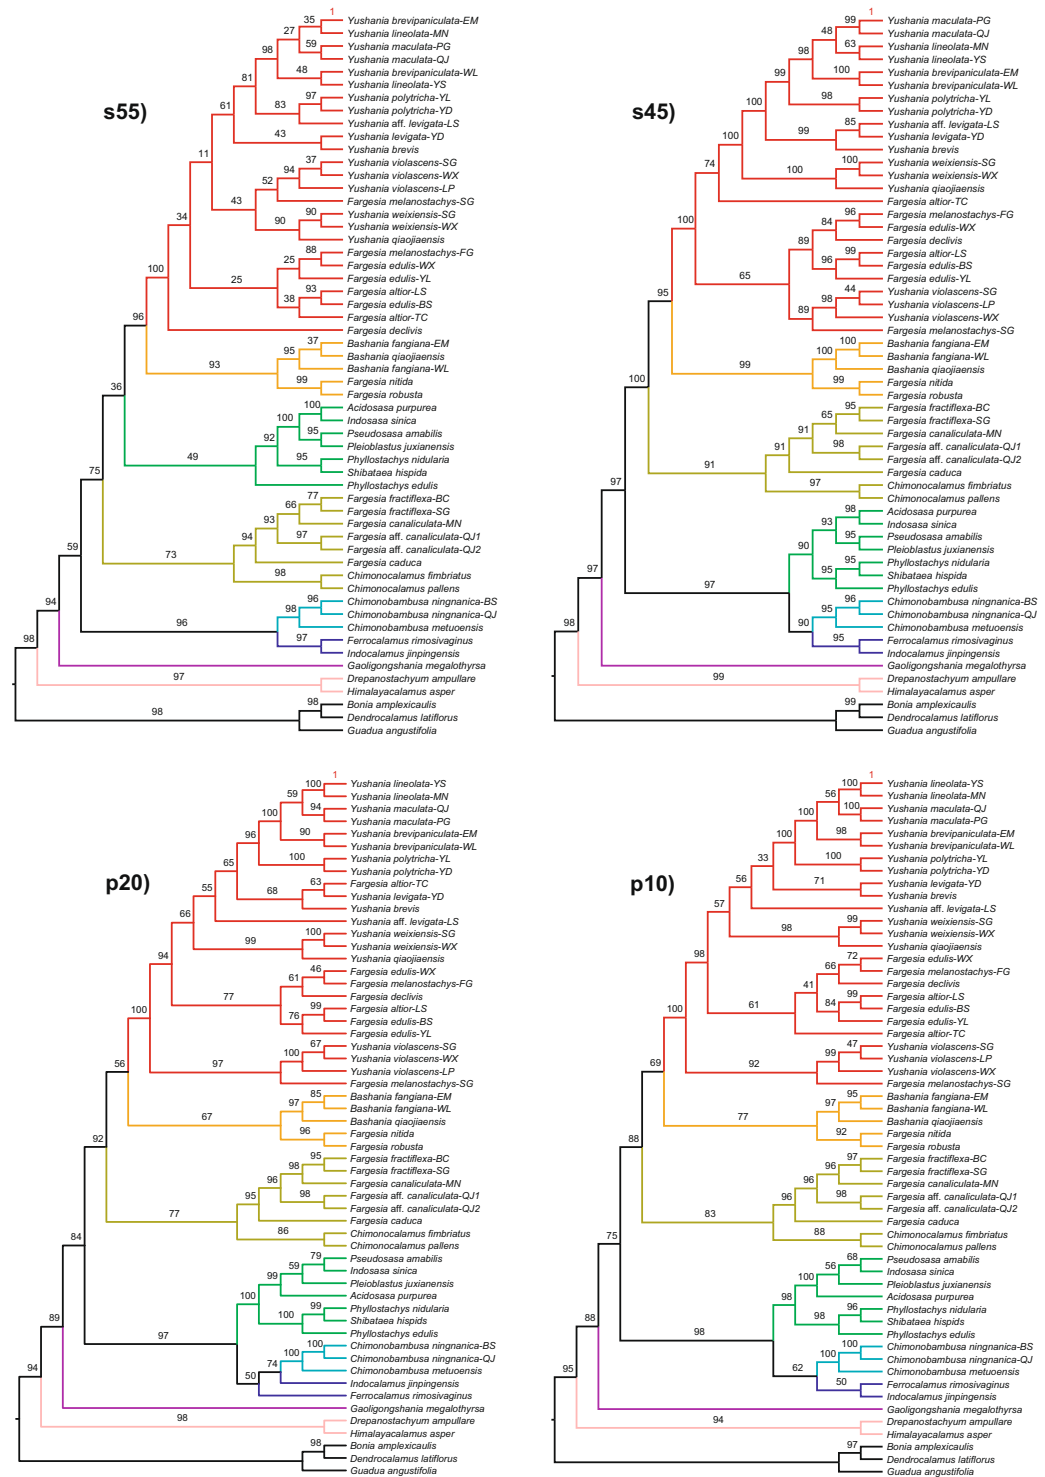 s55)
1
35 Yushania brevipaniculata-EM
27 Yushania lineolata-MN
59 Yushania maculata-PG
98 Yushania maculata-QJ
48 Yushania brevipaniculata-WL
81 Yushania lineolata-YS
97 Yushania polytricha-YL
61 83 Yushania polytricha-YD
Yushania aff. levigata-LS
43 Yushania levigata-YD
Yushania brevis
11 37 Yushania violascens-SG
94 Yushania violascens-WX
52 Yushania violascens-LP
43 Fargesia melanostachys-SG
34 90 Yushania weixiensis-SG
90 Yushania weixiensis-WX
Yushania qiaojiaensis
88 Fargesia melanostachys-FG
25 Fargesia edulis-WX
100 25 Fargesia edulis-YL
93 Fargesia altior-LS
38 Fargesia edulis-BS
96 Fargesia altior-TC
Fargesia declivis
37 Bashania fangiana-EM
95 Bashania qiaojiaensis
93 Bashania fangiana-WL
99 Fargesia nitida
36 Fargesia robusta
100 Acidosasa purpurea
100 Indosasa sinica
95 Pseudosasa amabilis
92 Pleioblastus juxianensis
49 95 Phyllostachys nidularia
75 Shibataea hispida
Phyllostachys edulis
77 Fargesia fractiflexa-BC
66 Fargesia fractiflexa-SG
93 Fargesia canaliculata-MN
94 97 Fargesia aff. canaliculata-QJ1
59 73 Fargesia aff. canaliculata-QJ2
Fargesia caduca
98 Chimonocalamus fimbriatus
Chimonocalamus pallens
94 96 Chimonobambusa ningnanica-BS
98 Chimonobambusa ningnanica-QJ
96 Chimonobambusa metuoensis
98 97 Ferrocalamus rimosivaginus
Indocalamus jinpingensis
Gaoligongshania megalothyrsa
97 Drepanostachyum ampullare
Himalayacalamus asper
98 98 Bonia amplexicaulis
Dendrocalamus latiflorus
Guadua angustifolia
s45)
1
99 Yushania maculata-PG
48 Yushania maculata-QJ
98 63 Yushania lineolata-MN
Yushania lineolata-YS
99 100 Yushania brevipaniculata-EM
Yushania brevipaniculata-WL
98 Yushania polytricha-YL
100 Yushania polytricha-YD
85 Yushania aff. levigata-LS
100 99 Yushania levigata-YD
Yushania brevis
74 100 Yushania weixiensis-SG
100 Yushania weixiensis-WX
Yushania qiaojiaensis
Fargesia altior-TC
100 96 Fargesia melanostachys-FG
84 Fargesia edulis-WX
89 Fargesia declivis
99 Fargesia altior-LS
65 96 Fargesia edulis-BS
Fargesia edulis-YL
95 44 Yushania violascens-SG
98 Yushania violascens-LP
89 Yushania violascens-WX
Fargesia melanostachys-SG
100 Bashania fangiana-EM
100 Bashania fangiana-WL
100 99 Bashania qiaojiaensis
99 Fargesia nitida
Fargesia robusta
95 Fargesia fractiflexa-BC
65 Fargesia fractiflexa-SG
91 Fargesia canaliculata-MN
91 98 Fargesia aff. canaliculata-QJ1
Fargesia aff. canaliculata-QJ2
97 91 Fargesia caduca
97 Chimonocalamus fimbriatus
Chimonocalamus pallens
98 Acidosasa purpurea
93 Indosasa sinica
90 95 Pseudosasa amabilis
Pleioblastus juxianensis
95 Phyllostachys nidularia
97 97 95 Shibataea hispida
Phyllostachys edulis
96 Chimonobambusa ningnanica-BS
95 Chimonobambusa ningnanica-QJ
98 90 Chimonobambusa metuoensis
95 Ferrocalamus rimosivaginus
Indocalamus jinpingensis
Gaoligongshania megalothyrsa
99 Drepanostachyum ampullare
Himalayacalamus asper
99 Bonia amplexicaulis
Dendrocalamus latiflorus
Guadua angustifolia
p20)
1
100 Yushania lineolata-YS
59 Yushania lineolata-MN
100 94 Yushania maculata-QJ
Yushania maculata-PG
96 90 Yushania brevipaniculata-EM
Yushania brevipaniculata-WL
65 100 Yushania polytricha-YL
Yushania polytricha-YD
55 63 Fargesia altior-TC
68 Yushania levigata-YD
Yushania brevis
66 Yushania aff. levigata-LS
100 Yushania weixiensis-SG
99 Yushania weixiensis-WX
94 Yushania qiaojiaensis
46 Fargesia edulis-WX
61 Fargesia melanostachys-FG
77 Fargesia declivis
100 99 Fargesia altior-LS
76 Fargesia edulis-BS
Fargesia edulis-YL
67 Yushania violascens-SG
100 Yushania violascens-WX
56 97 Yushania violascens-LP
Fargesia melanostachys-SG
85 Bashania fangiana-EM
97 Bashania fangiana-WL
67 Bashania qiaojiaensis
96 Fargesia nitida
92 Fargesia robusta
95 Fargesia fractiflexa-BC
98 Fargesia fractiflexa-SG
96 Fargesia canaliculata-MN
95 98 Fargesia aff. canaliculata-QJ1
Fargesia aff. canaliculata-QJ2
77 Fargesia caduca
86 Chimonocalamus fimbriatus
84 Chimonocalamus pallens
79 Pseudosasa amabilis
59 Indosasa sinica
99 Pleioblastus juxianensis
100 Acidosasa purpurea
99 Phyllostachys nidularia
100 Shibataea hispids
89 97 Phyllostachys edulis
100 Chimonobambusa ningnanica-BS
100 Chimonobambusa ningnanica-QJ
74 Chimonobambusa metuoensis
94 50 Indocalamus jinpingensis
Ferrocalamus rimosivaginus
Gaoligongshania megalothyrsa
98 Drepanostachyum ampullare
Himalayacalamus asper
98 Bonia amplexicaulis
Dendrocalamus latiflorus
Guadua angustifolia
p10)
1
100 Yushania lineolata-YS
56 Yushania lineolata-MN
100 100 Yushania maculata-QJ
Yushania maculata-PG
100 98 Yushania brevipaniculata-EM
Yushania brevipaniculata-WL
33 100 Yushania polytricha-YL
Yushania polytricha-YD
56 71 Yushania levigata-YD
Yushania brevis
57 Yushania aff. levigata-LS
99 Yushania weixiensis-SG
98 Yushania weixiensis-WX
Yushania qiaojiaensis
98 72 Fargesia edulis-WX
66 Fargesia melanostachys-FG
41 Fargesia declivis
99 Fargesia altior-LS
100 61 84 Fargesia edulis-BS
Fargesia edulis-YL
Fargesia altior-TC
47 Yushania violascens-SG
99 Yushania violascens-LP
69 92 Yushania violascens-WX
Fargesia melanostachys-SG
95 Bashania fangiana-EM
97 Bashania fangiana-WL
77 Bashania qiaojiaensis
92 Fargesia nitida
88 Fargesia robusta
97 Fargesia fractiflexa-BC
96 Fargesia fractiflexa-SG
96 Fargesia canaliculata-MN
96 98 Fargesia aff. canaliculata-QJ1
Fargesia aff. canaliculata-QJ2
83 Fargesia caduca
88 Chimonocalamus fimbriatus
75 Chimonocalamus pallens
68 Pseudosasa amabilis
56 Indosasa sinica
100 Pleioblastus juxianensis
98 Acidosasa purpurea
96 Phyllostachys nidularia
98 Shibataea hispids
88 98 Phyllostachys edulis
100 Chimonobambusa ningnanica-BS
100 Chimonobambusa ningnanica-QJ
62 Chimonobambusa metuoensis
95 50 Ferrocalamus rimosivaginus
Indocalamus jinpingensis
Gaoligongshania megalothyrsa
94 Drepanostachyum ampullare
Himalayacalamus asper
97 Bonia amplexicaulis
Dendrocalamus latiflorus
Guadua angustifolia